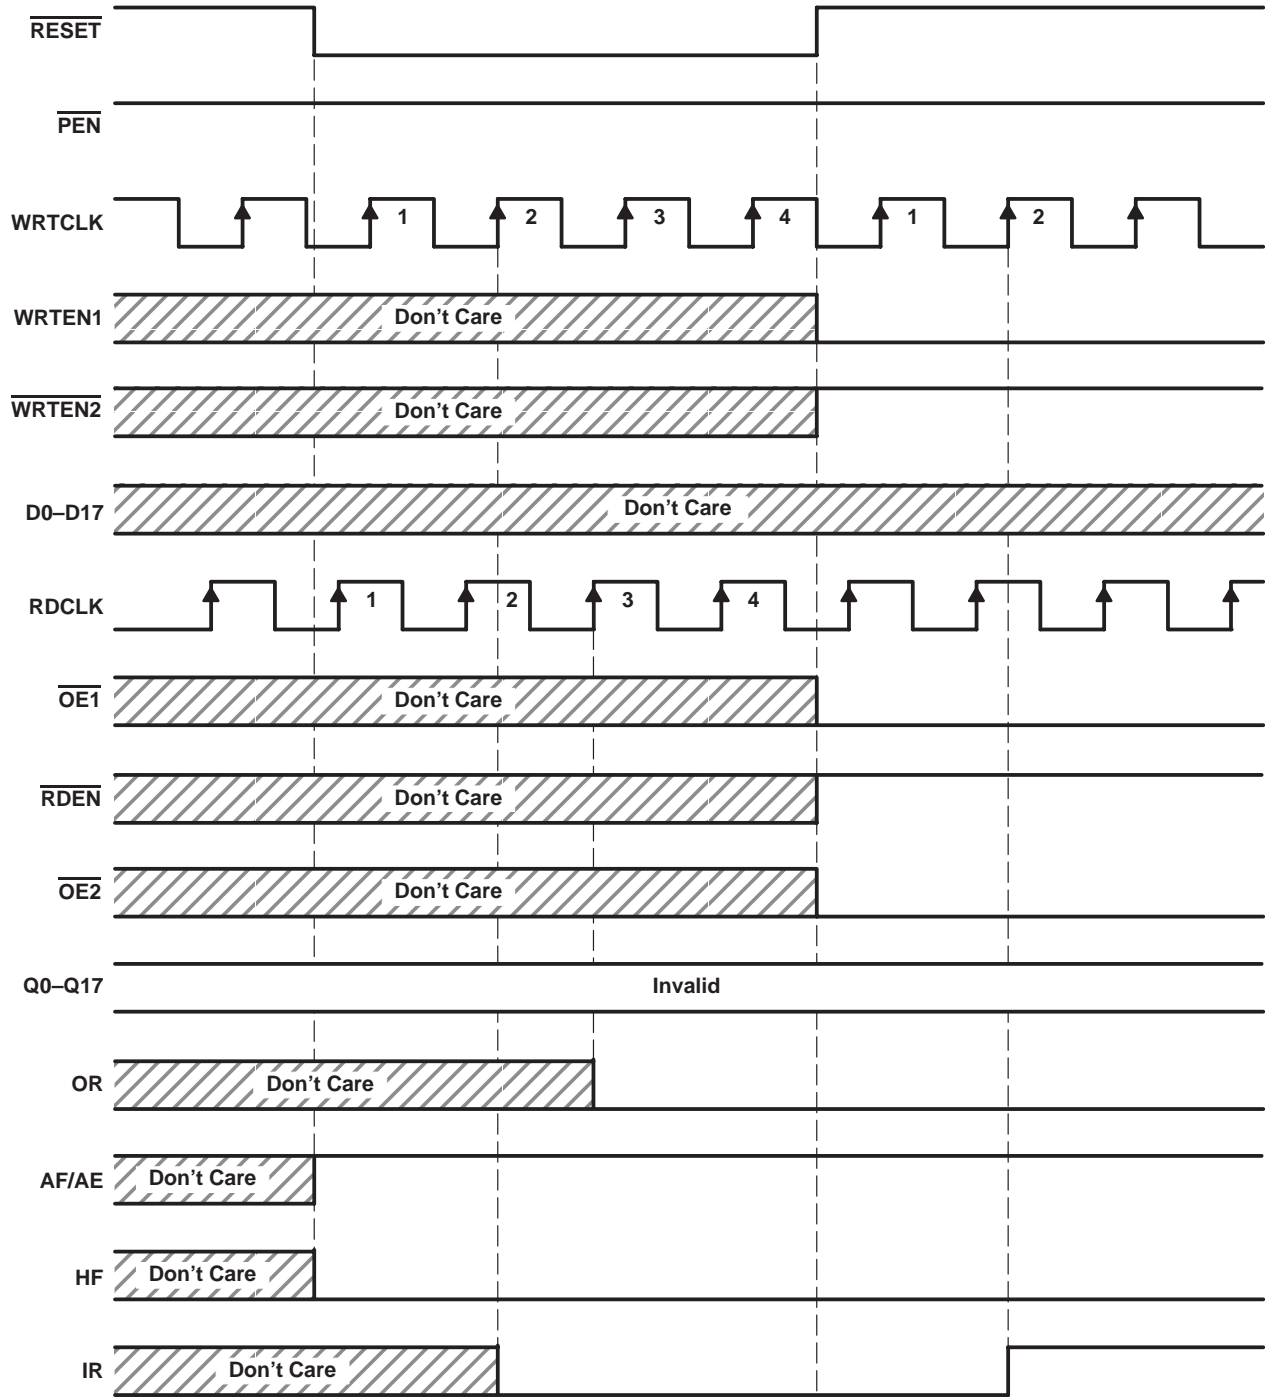 RESET
PEN
WRTCLK 1 2 3 4 1 2
WRTEN1 Don't Care
WRTEN2 Don't Care
D0–D17 Don't Care
RDCLK 1 2 3 4
OE1 Don't Care
RDEN Don't Care
OE2 Don't Care
Q0–Q17 Invalid
OR Don't Care
AF/AE Don't Care
HF Don't Care
IR Don't Care